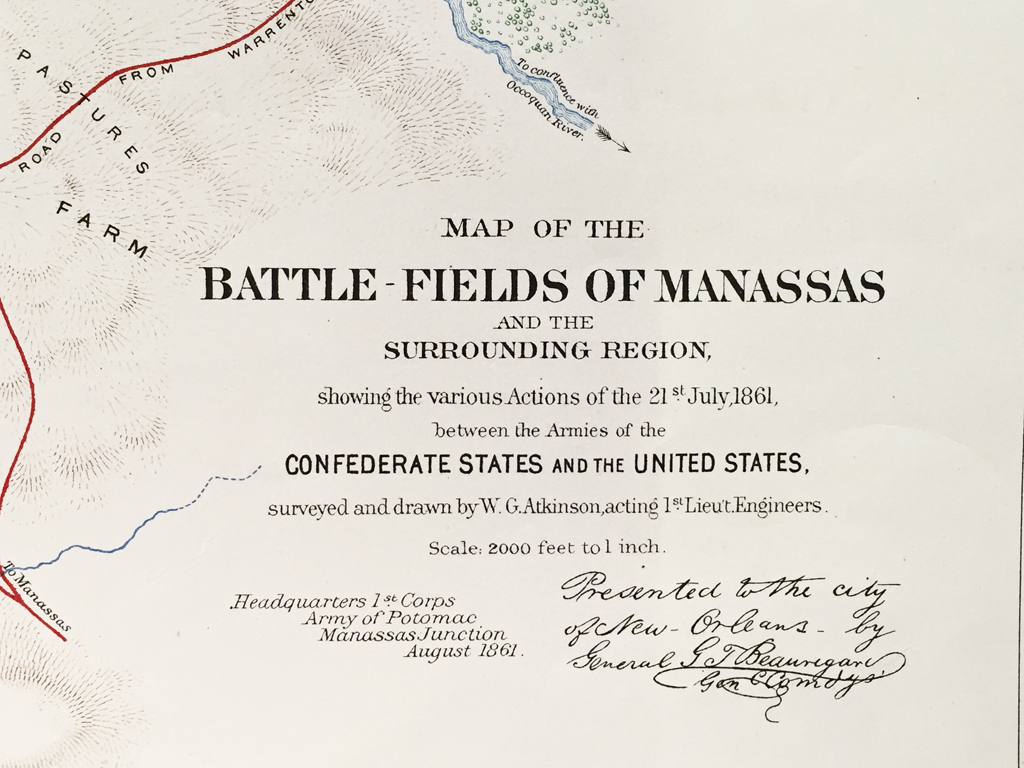 PASTURES
ROAD FROM WARRENTO
FARM
To confluence with
Occoquan River.
MAP OF THE
BATTLE-FIELDS OF MANASSAS
AND THE
SURROUNDING REGION,
showing the various Actions of the 21st July, 1861,
between the Armies of the
CONFEDERATE STATES AND THE UNITED STATES,
surveyed and drawn by W. G. Atkinson, acting 1st Lieut. Engineers.
Scale: 2000 feet to 1 inch.
To Manassas
Headquarters 1st Corps
Army of Potomac
Manassas Junction
August 1861.
Presented to the city
of New-Orleans - by
General G T Beauregard
Gen C Comdg.